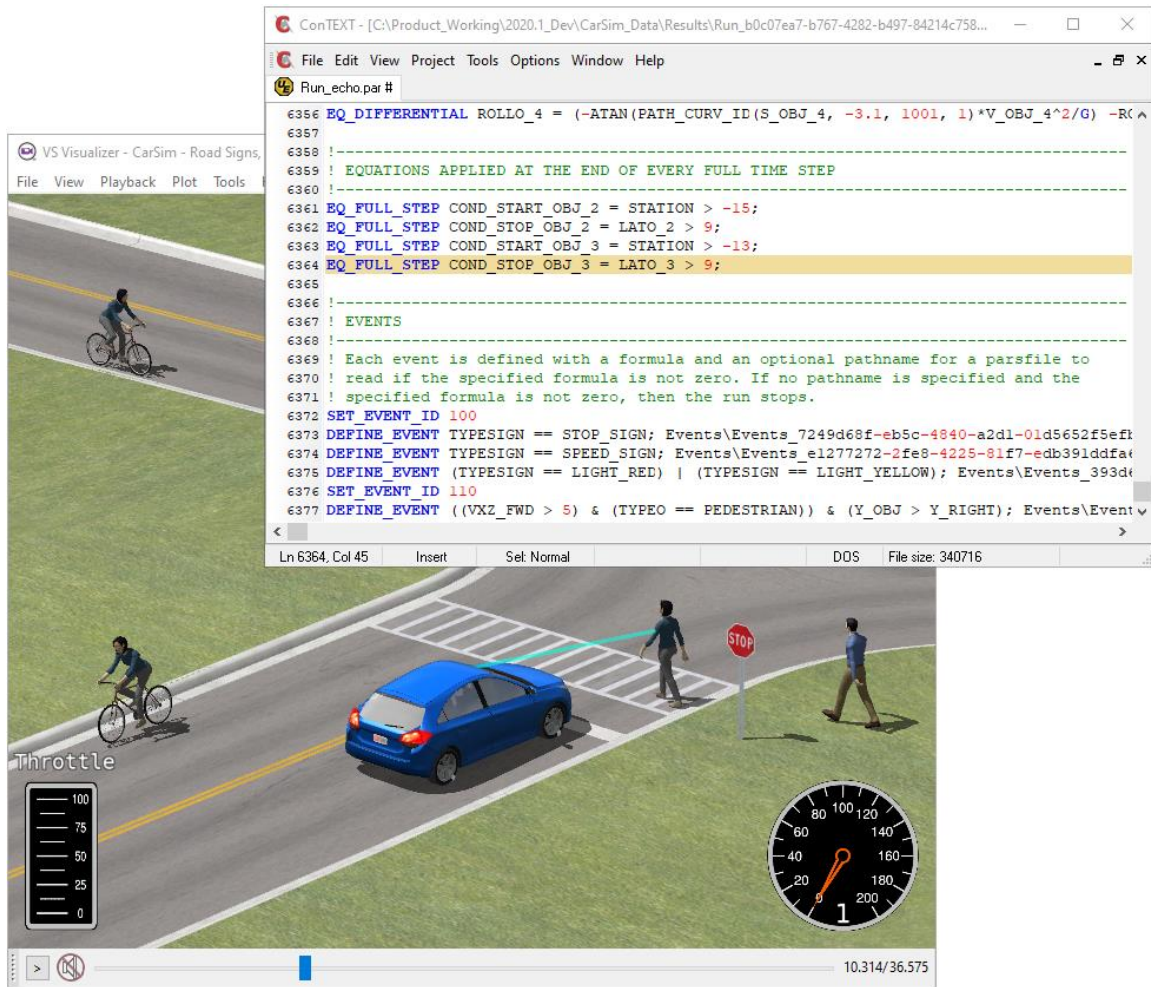 ConTEXT - [C:\Product_Working\2020.1_Dev\CarSim_Data\Results\Run_b0c07ea7-b767-4282-b497-84214c758...
File Edit View Project Tools Options Window Help
Run_echo.par #
6356 EQ_DIFFERENTIAL ROLLO_4 = (-ATAN(PATH_CURV_ID(S_OBJ_4, -3.1, 1001, 1)*V_OBJ_4^2/G) -RO
6357
6358 !----------------------------------------------------------------------------------
6359 ! EQUATIONS APPLIED AT THE END OF EVERY FULL TIME STEP
6360 !----------------------------------------------------------------------------------
6361 EQ_FULL_STEP COND_START_OBJ_2 = STATION > -15;
6362 EQ_FULL_STEP COND_STOP_OBJ_2 = LATO_2 > 9;
6363 EQ_FULL_STEP COND_START_OBJ_3 = STATION > -13;
6364 EQ_FULL_STEP COND_STOP_OBJ_3 = LATO_3 > 9;
6365
6366 !----------------------------------------------------------------------------------
6367 ! EVENTS
6368 !----------------------------------------------------------------------------------
6369 ! Each event is defined with a formula and an optional pathname for a parsfile to
6370 ! read if the specified formula is not zero. If no pathname is specified and the
6371 ! specified formula is not zero, then the run stops.
6372 SET_EVENT_ID 100
6373 DEFINE_EVENT TYPESIGN == STOP_SIGN; Events\Events_7249d68f-eb5c-4840-a2d1-01d5652f5efb
6374 DEFINE_EVENT TYPESIGN == SPEED_SIGN; Events\Events_e1277272-2fe8-4225-81f7-edb391ddfa6
6375 DEFINE_EVENT (TYPESIGN == LIGHT_RED) | (TYPESIGN == LIGHT_YELLOW); Events\Events_393d6
6376 SET_EVENT_ID 110
6377 DEFINE_EVENT ((VXZ_FWD > 5) & (TYPEO == PEDESTRIAN)) & (Y_OBJ > Y_RIGHT); Events\Event
Ln 6364, Col 45 Insert Sel: Normal DOS File size: 340716
VS Visualizer - CarSim - Road Signs,
File View Playback Plot Tools
STOP
Throttle
100
75
50
25
0
0 20 40 60 80 100 120 140 160 180 200
1
> 10.314/36.575